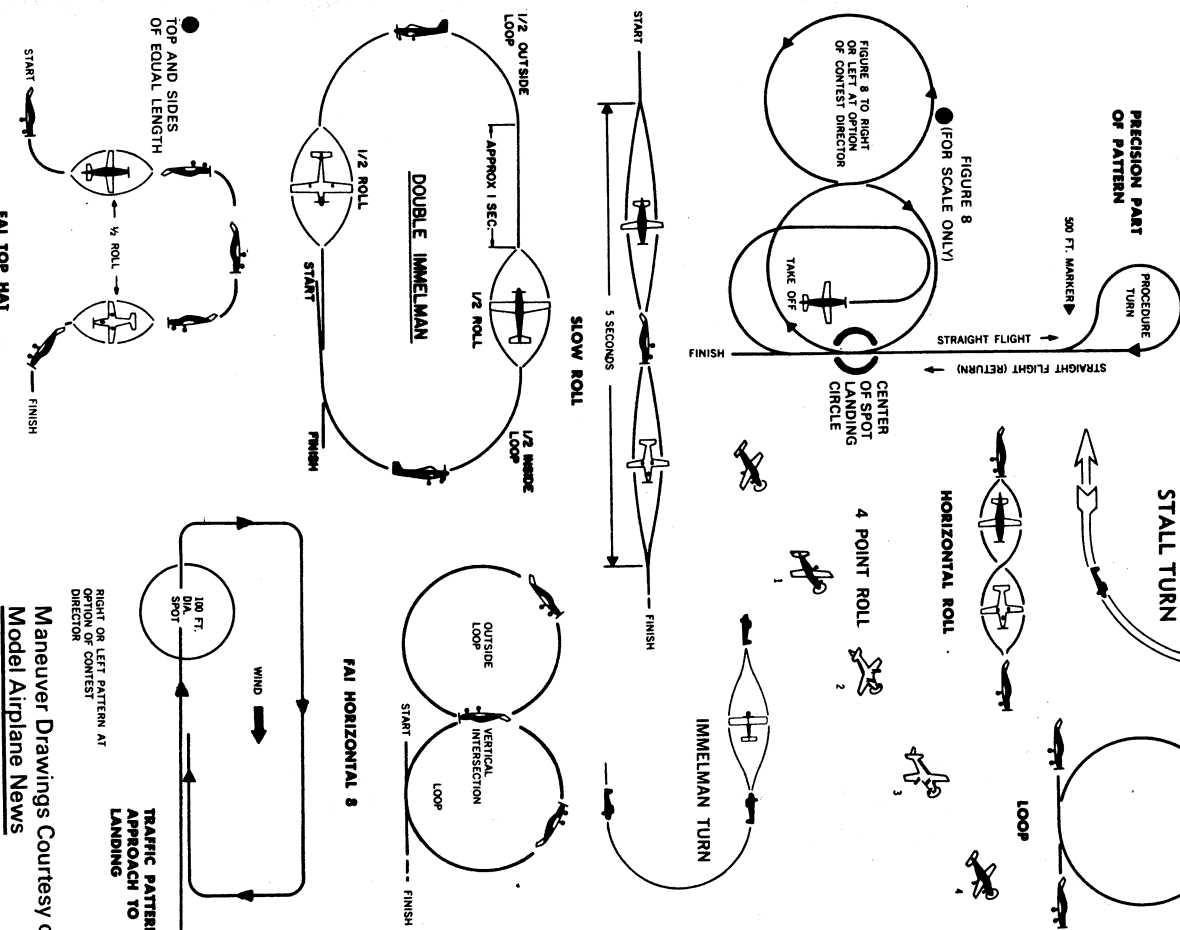 STALL TURN
PRECISION PART
OF PATTERN
PROCEDURE
TURN
500 FT. MARKER
STRAIGHT FLIGHT
STRAIGHT FLIGHT (RETURN)
FIGURE 8
(FOR SCALE ONLY)
FIGURE 8 TO RIGHT
OR LEFT AT OPTION
OF CONTEST
DIRECTOR
TAKE OFF
FINISH
CENTER
OF SPOT
LANDING
CIRCLE
HORIZONTAL ROLL
LOOP
4 POINT ROLL
1
2
3
4
START
5 SECONDS
FINISH
SLOW ROLL
IMMELMAN TURN
1/2 OUTSIDE
LOOP
APPROX 1 SEC.
1/2 ROLL
1/2 INSIDE
LOOP
DOUBLE IMMELMAN
1/2 ROLL
START
FINISH
OUTSIDE
LOOP
VERTICAL
INTERSECTION
LOOP
START
FINISH
FAI HORIZONTAL 8
TOP AND SIDES
OF EQUAL LENGTH
START
½ ROLL
FINISH
FAI TOP HAT
WIND
100 FT.
DIA.
SPOT
RIGHT OR LEFT PATTERN AT
OPTION OF CONTEST
DIRECTOR
TRAFFIC PATTER
APPROACH TO
LANDING
Maneuver Drawings Courtesy o
Model Airplane News